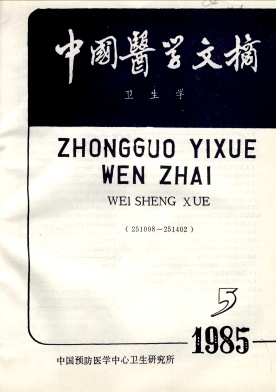 中國醫学文摘
卫生学
ZHONGGUO YIXUE
WEN ZHAI
WEI SHENG XUE
(251098～251402)
5
1985
中国预防医学中心卫生研究所